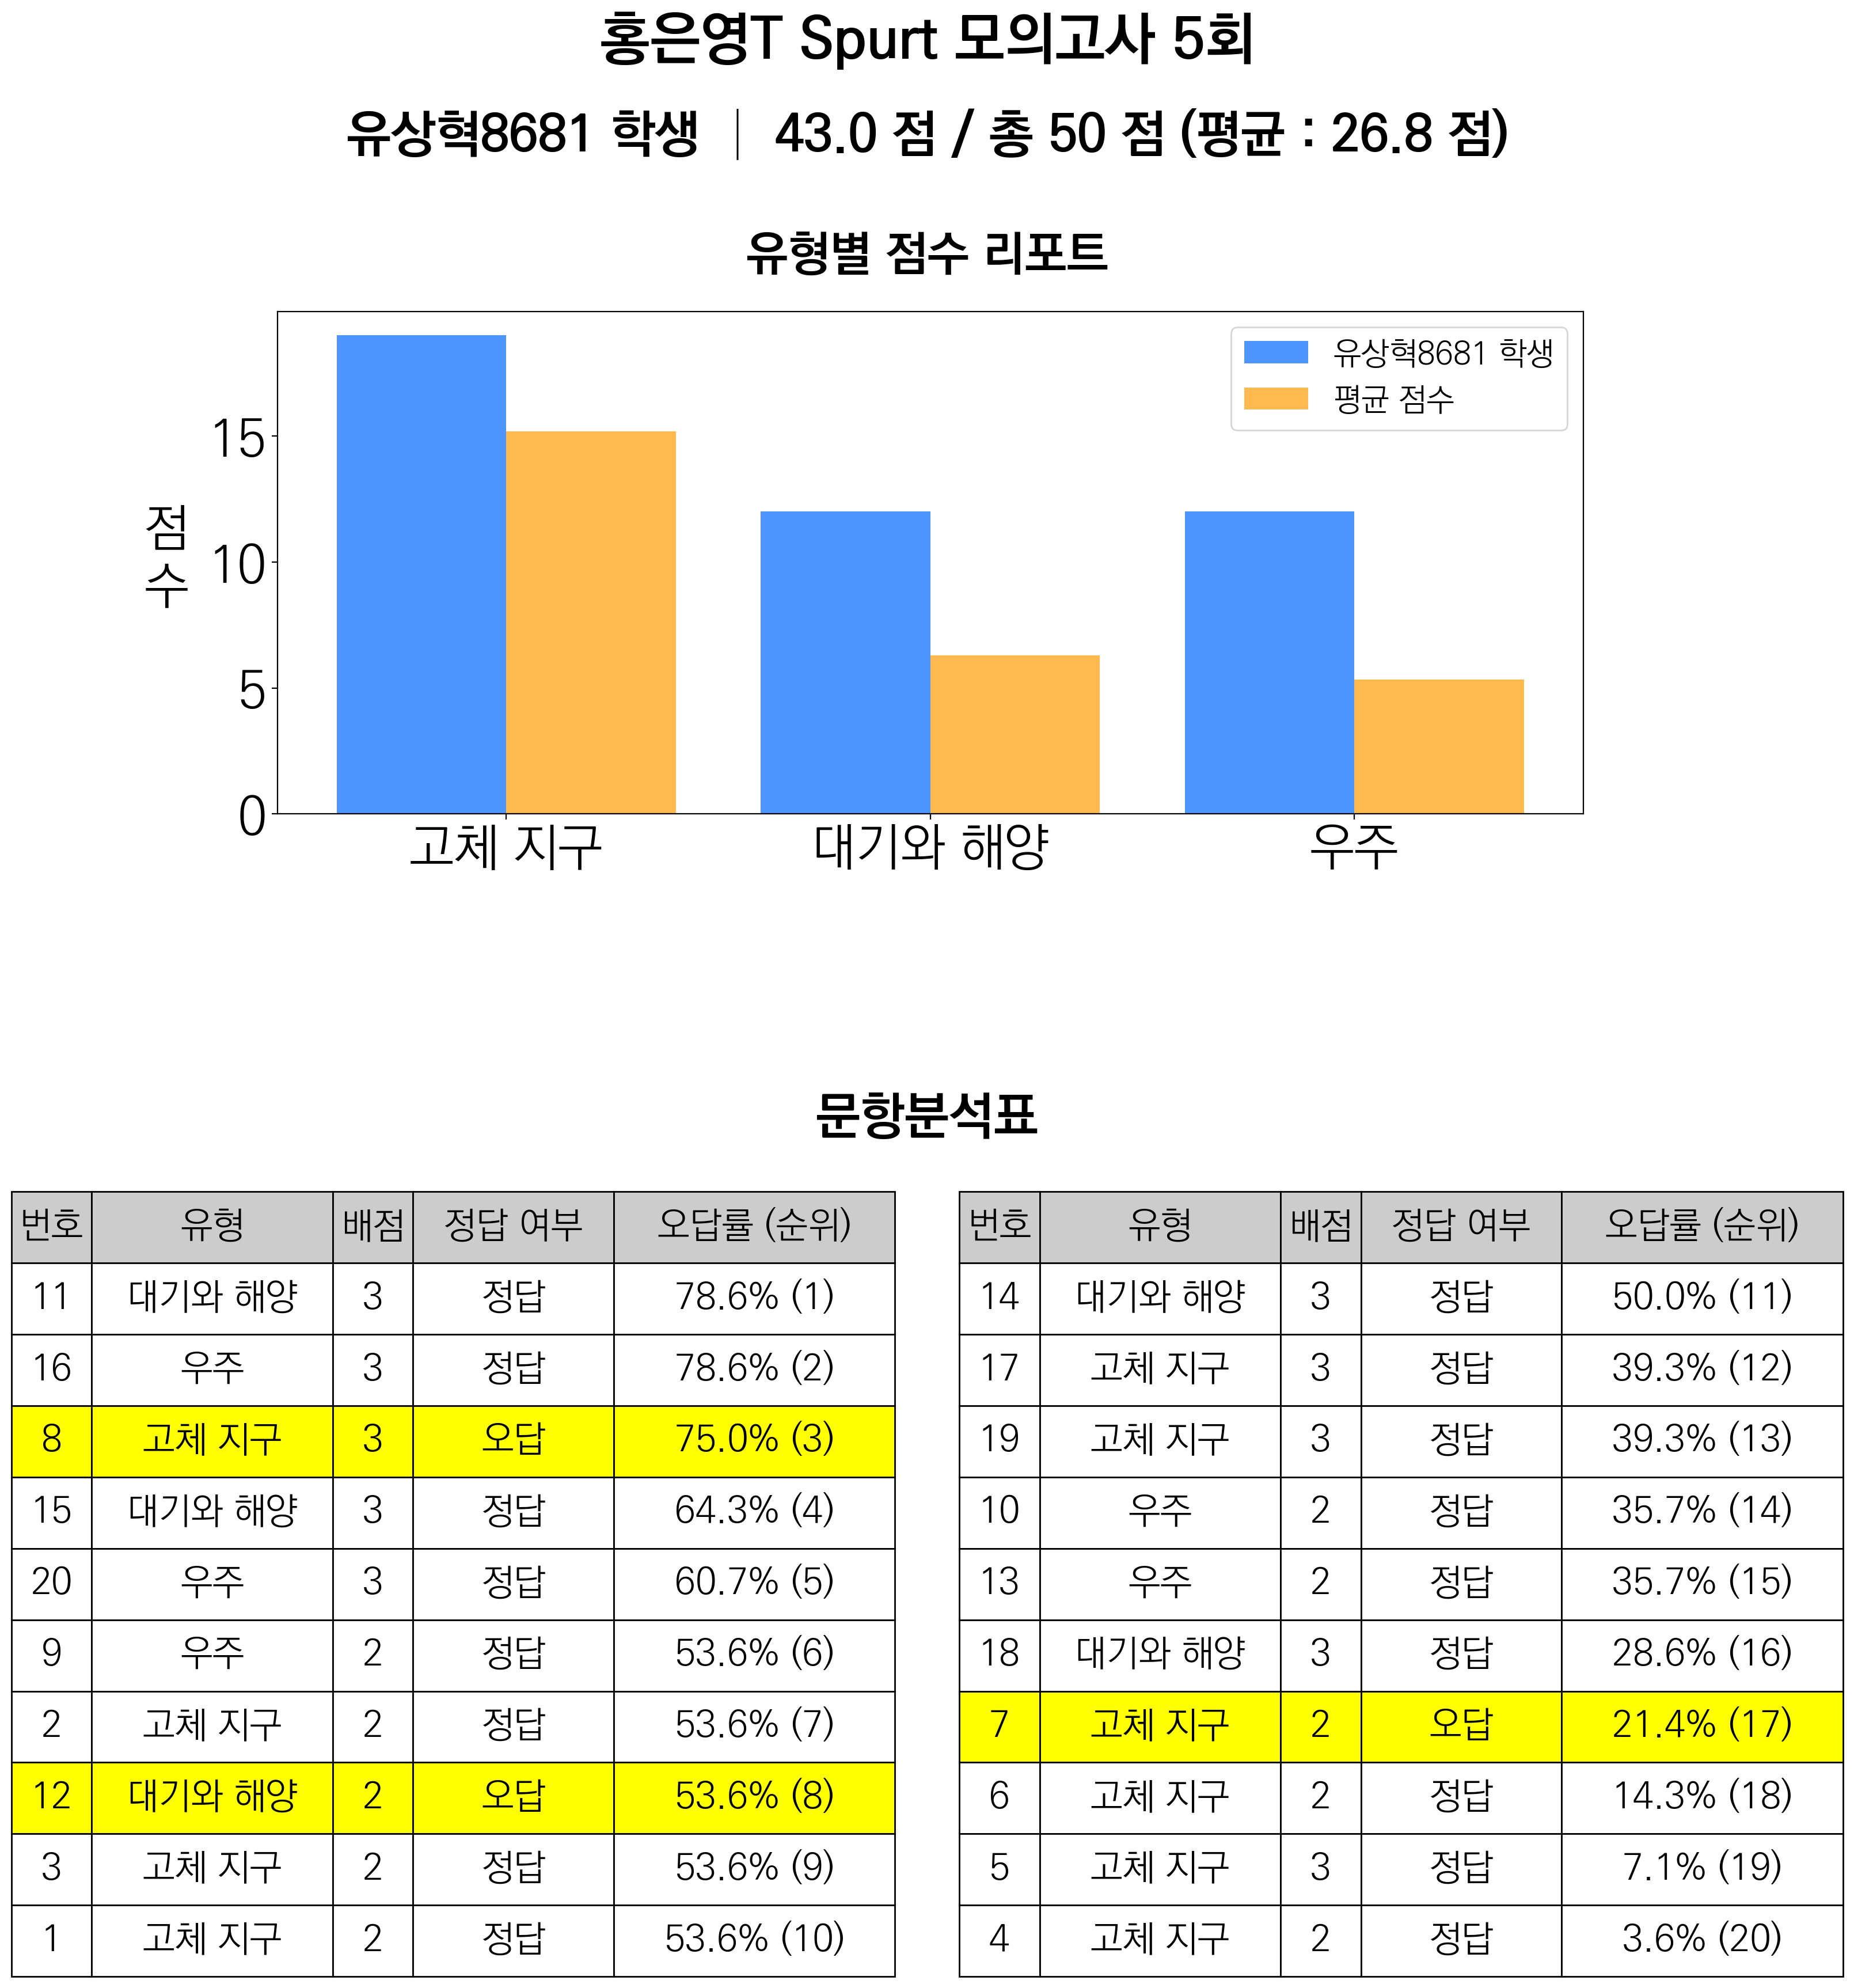 홍은영T Spurt 모의고사 5회
유상혁8681 학생 │ 43.0 점 / 총 50 점 (평균 : 26.8 점)
유형별 점수 리포트
유상혁8681 학생
평균 점수
점
수
15
10
5
0
고체 지구 대기와 해양 우주
문항분석표
번호 유형 배점 정답 여부 오답률 (순위)
11 대기와 해양 3 정답 78.6% (1)
16 우주 3 정답 78.6% (2)
8 고체 지구 3 오답 75.0% (3)
15 대기와 해양 3 정답 64.3% (4)
20 우주 3 정답 60.7% (5)
9 우주 2 정답 53.6% (6)
2 고체 지구 2 정답 53.6% (7)
12 대기와 해양 2 오답 53.6% (8)
3 고체 지구 2 정답 53.6% (9)
1 고체 지구 2 정답 53.6% (10)
번호 유형 배점 정답 여부 오답률 (순위)
14 대기와 해양 3 정답 50.0% (11)
17 고체 지구 3 정답 39.3% (12)
19 고체 지구 3 정답 39.3% (13)
10 우주 2 정답 35.7% (14)
13 우주 2 정답 35.7% (15)
18 대기와 해양 3 정답 28.6% (16)
7 고체 지구 2 오답 21.4% (17)
6 고체 지구 2 정답 14.3% (18)
5 고체 지구 3 정답 7.1% (19)
4 고체 지구 2 정답 3.6% (20)